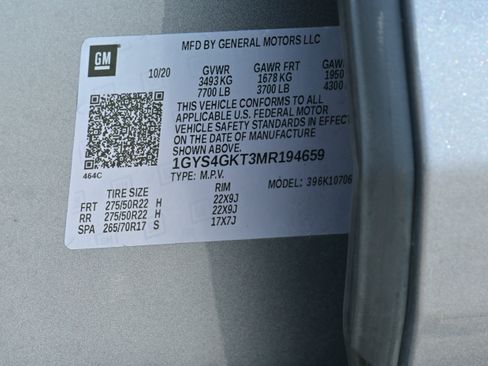 GM
MFD BY GENERAL MOTORS LLC
10/20 GVWR GAWR FRT GAW
3493 KG 1678 KG 1950
7700 LB 3700 LB 4300
THIS VEHICLE CONFORMS TO ALL
APPLICABLE U.S. FEDERAL MOTOR
VEHICLE SAFETY STANDARDS IN EFFECT
ON THE DATE OF MANUFACTURE
SHOWN ABOVE.
464C
1GYS4GKT3MR194659
TYPE: M.P.V. MODEL: 396K10706
TIRE SIZE RIM
FRT 275/50R22 H 22X9J
RR 275/50R22 H 22X9J
SPA 265/70R17 S 17X7J